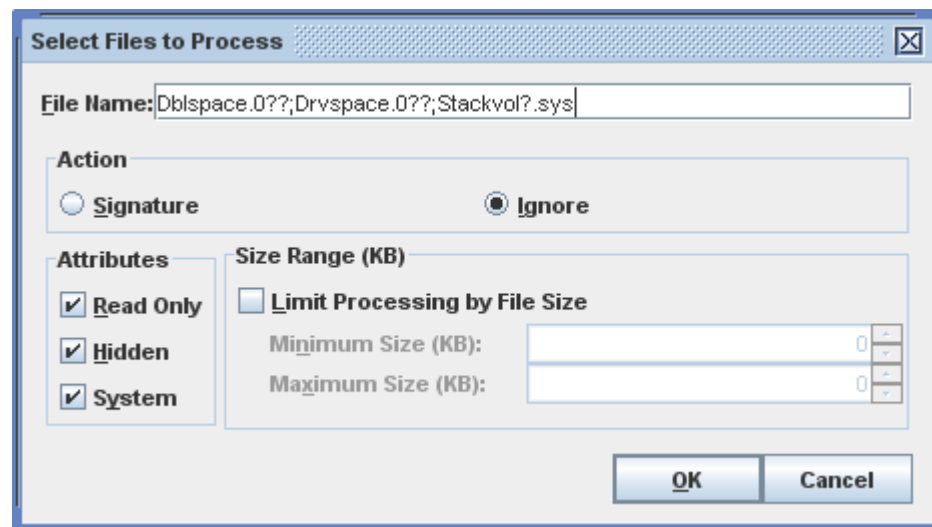 Select Files to Process
File Name: Dblspace.0??;Drvspace.0??;Stackvol?.sys
Action
Signature
Ignore
Attributes
Read Only
Hidden
System
Size Range (KB)
Limit Processing by File Size
Minimum Size (KB): 0
Maximum Size (KB): 0
OK
Cancel